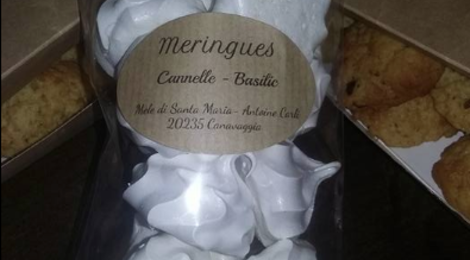 Meringues
Cannelle - Basilic
Mele di Santa Maria - Antoine Carli
20235 Canavaggia